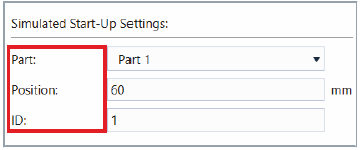 Simulated Start-Up Settings:
Part: Part 1
Position: 60 mm
ID: 1